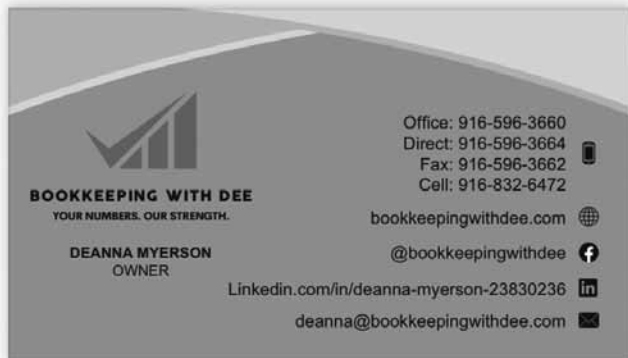 BOOKKEEPING WITH DEE
YOUR NUMBERS. OUR STRENGTH.
DEANNA MYERSON
OWNER
Office: 916-596-3660
Direct: 916-596-3664
Fax: 916-596-3662
Cell: 916-832-6472
bookkeepingwithdee.com
@bookkeepingwithdee
Linkedin.com/in/deanna-myerson-23830236
deanna@bookkeepingwithdee.com